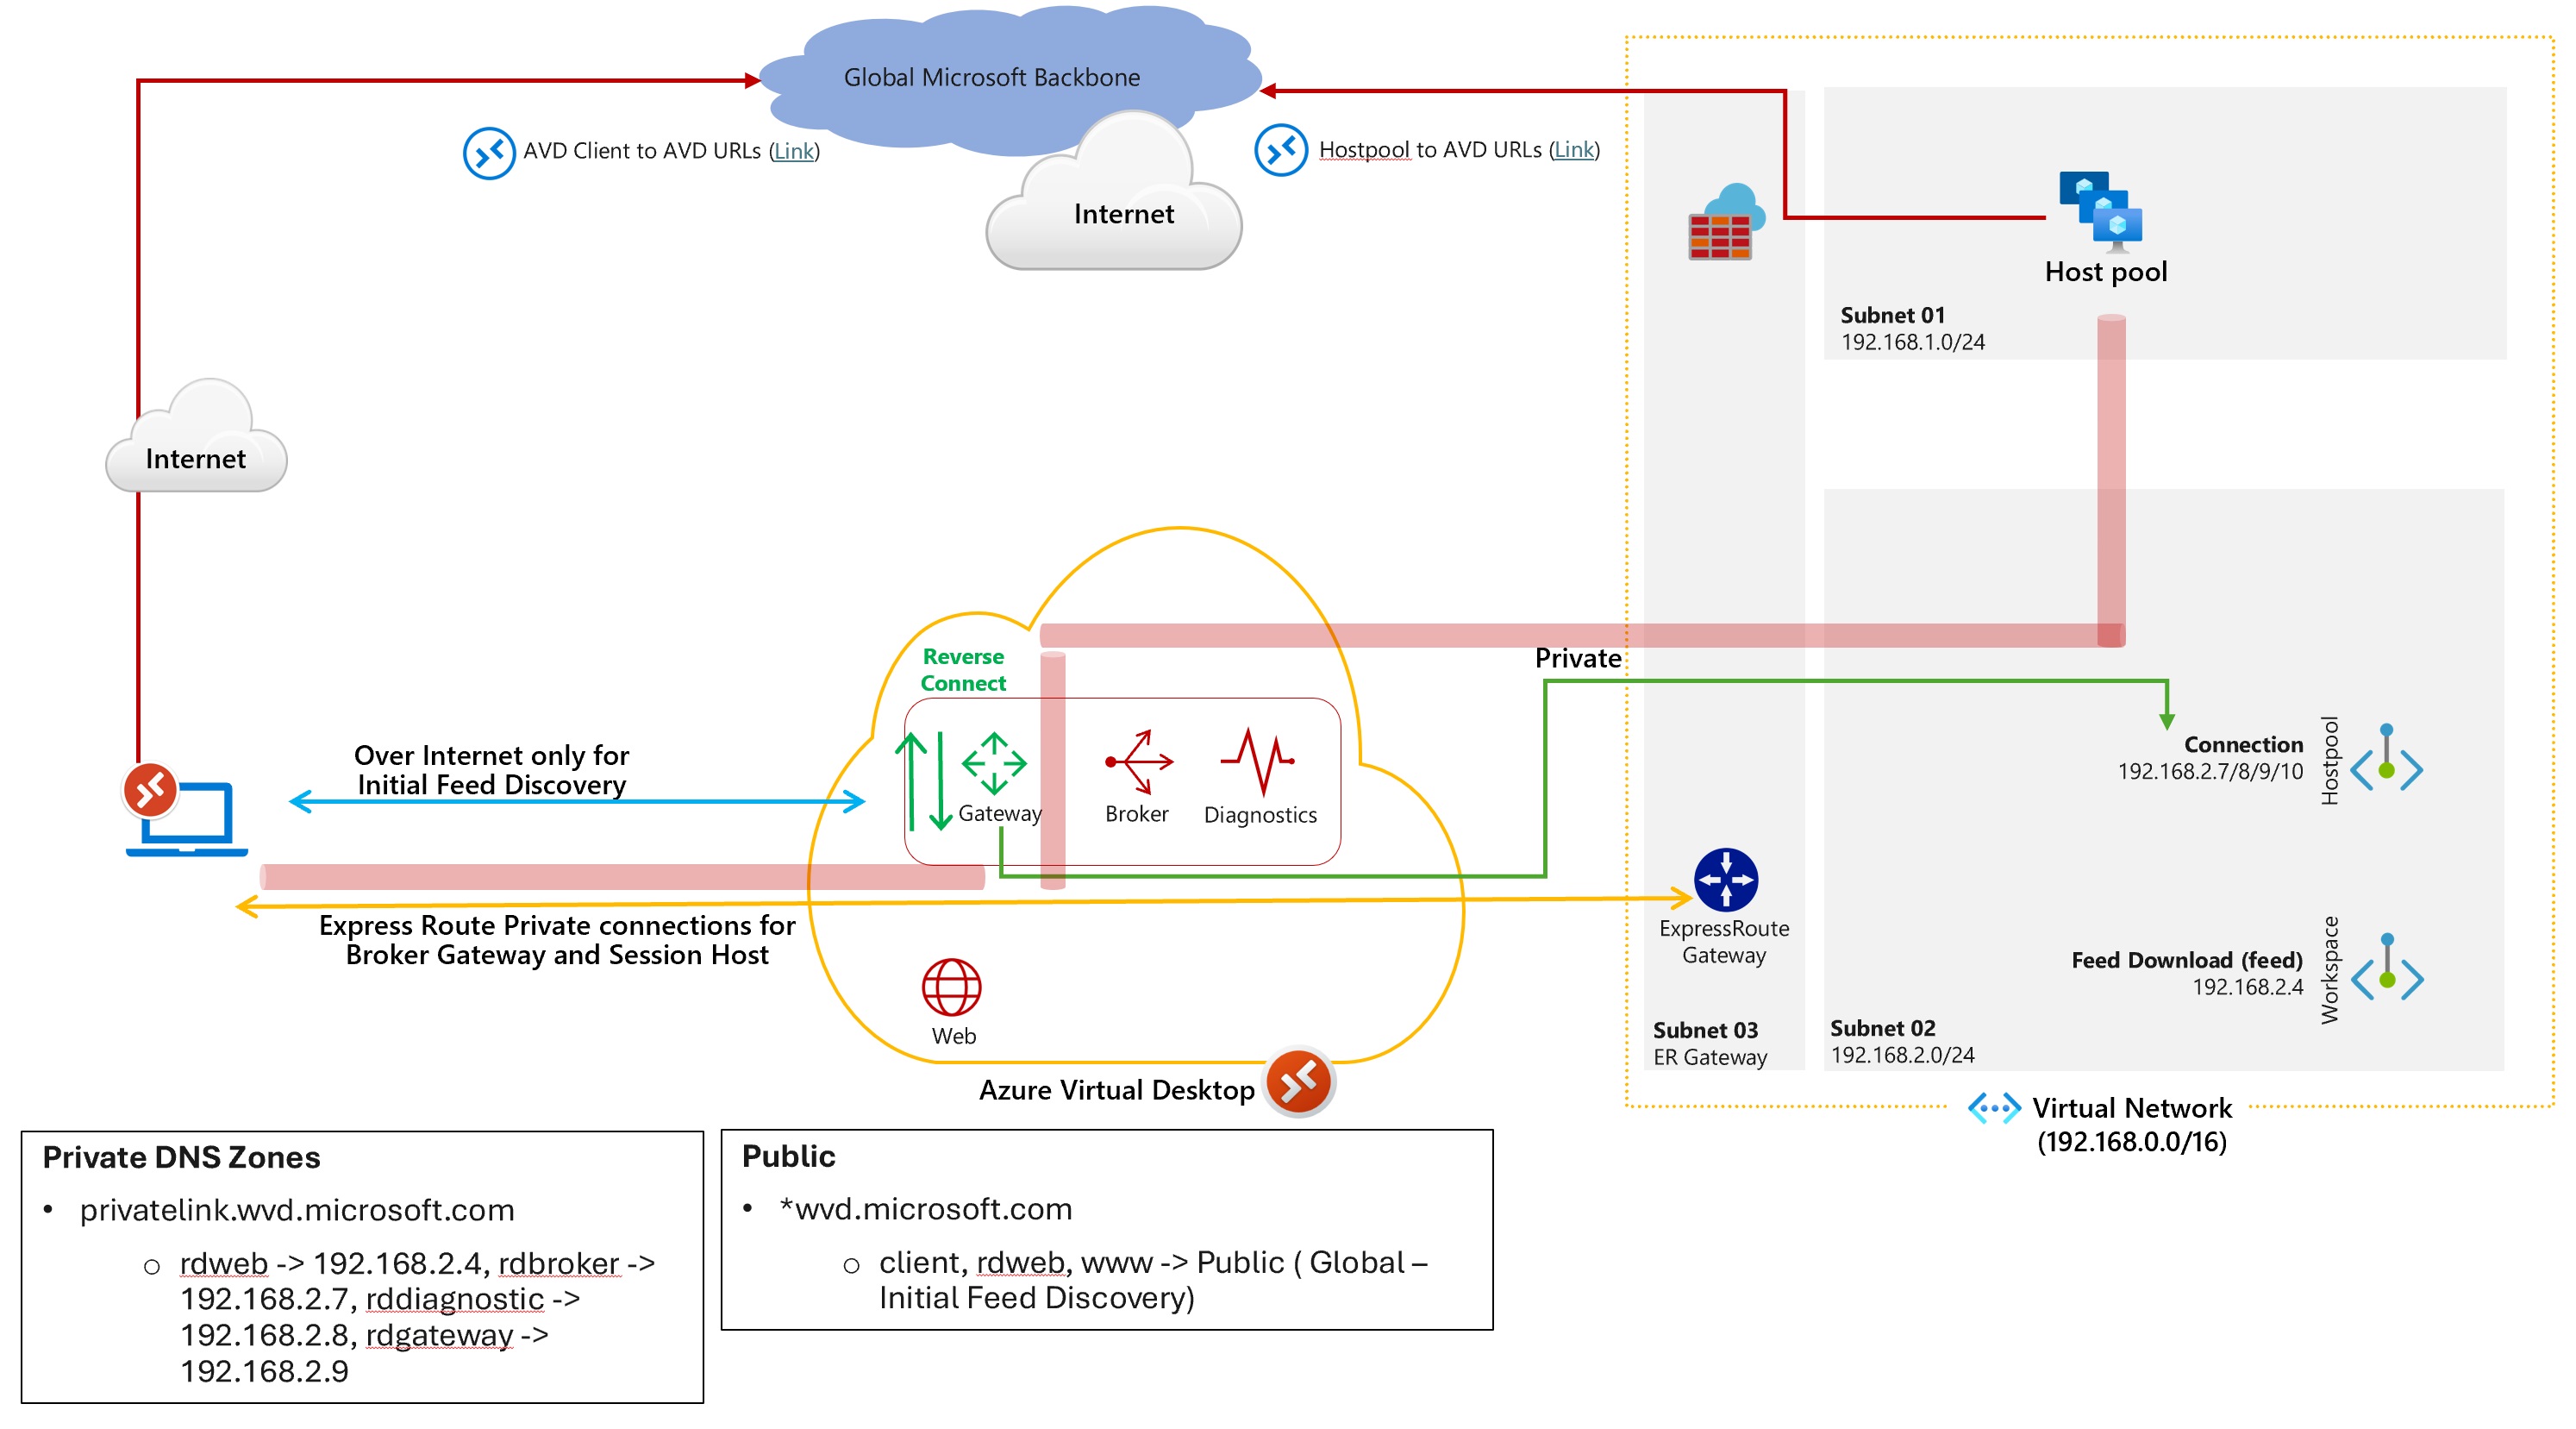 Global Microsoft Backbone
AVD Client to AVD URLs (Link)
Hostpool to AVD URLs (Link)
Internet
Host pool
Subnet 01
192.168.1.0/24
Internet
Reverse
Connect
Private
Over Internet only for
Initial Feed Discovery
Gateway
Broker
Diagnostics
Connection
192.168.2.7/8/9/10
Hostpool
Express Route Private connections for
Broker Gateway and Session Host
ExpressRoute
Gateway
Feed Download (feed)
192.168.2.4
Workspace
Web
Subnet 03
ER Gateway
Subnet 02
192.168.2.0/24
Azure Virtual Desktop
Virtual Network
(192.168.0.0/16)
Private DNS Zones
• privatelink.wvd.microsoft.com
o rdweb -> 192.168.2.4, rdbroker ->
192.168.2.7, rddiagnostic ->
192.168.2.8, rdgateway ->
192.168.2.9
Public
• *wvd.microsoft.com
o client, rdweb, www -> Public ( Global –
Initial Feed Discovery)